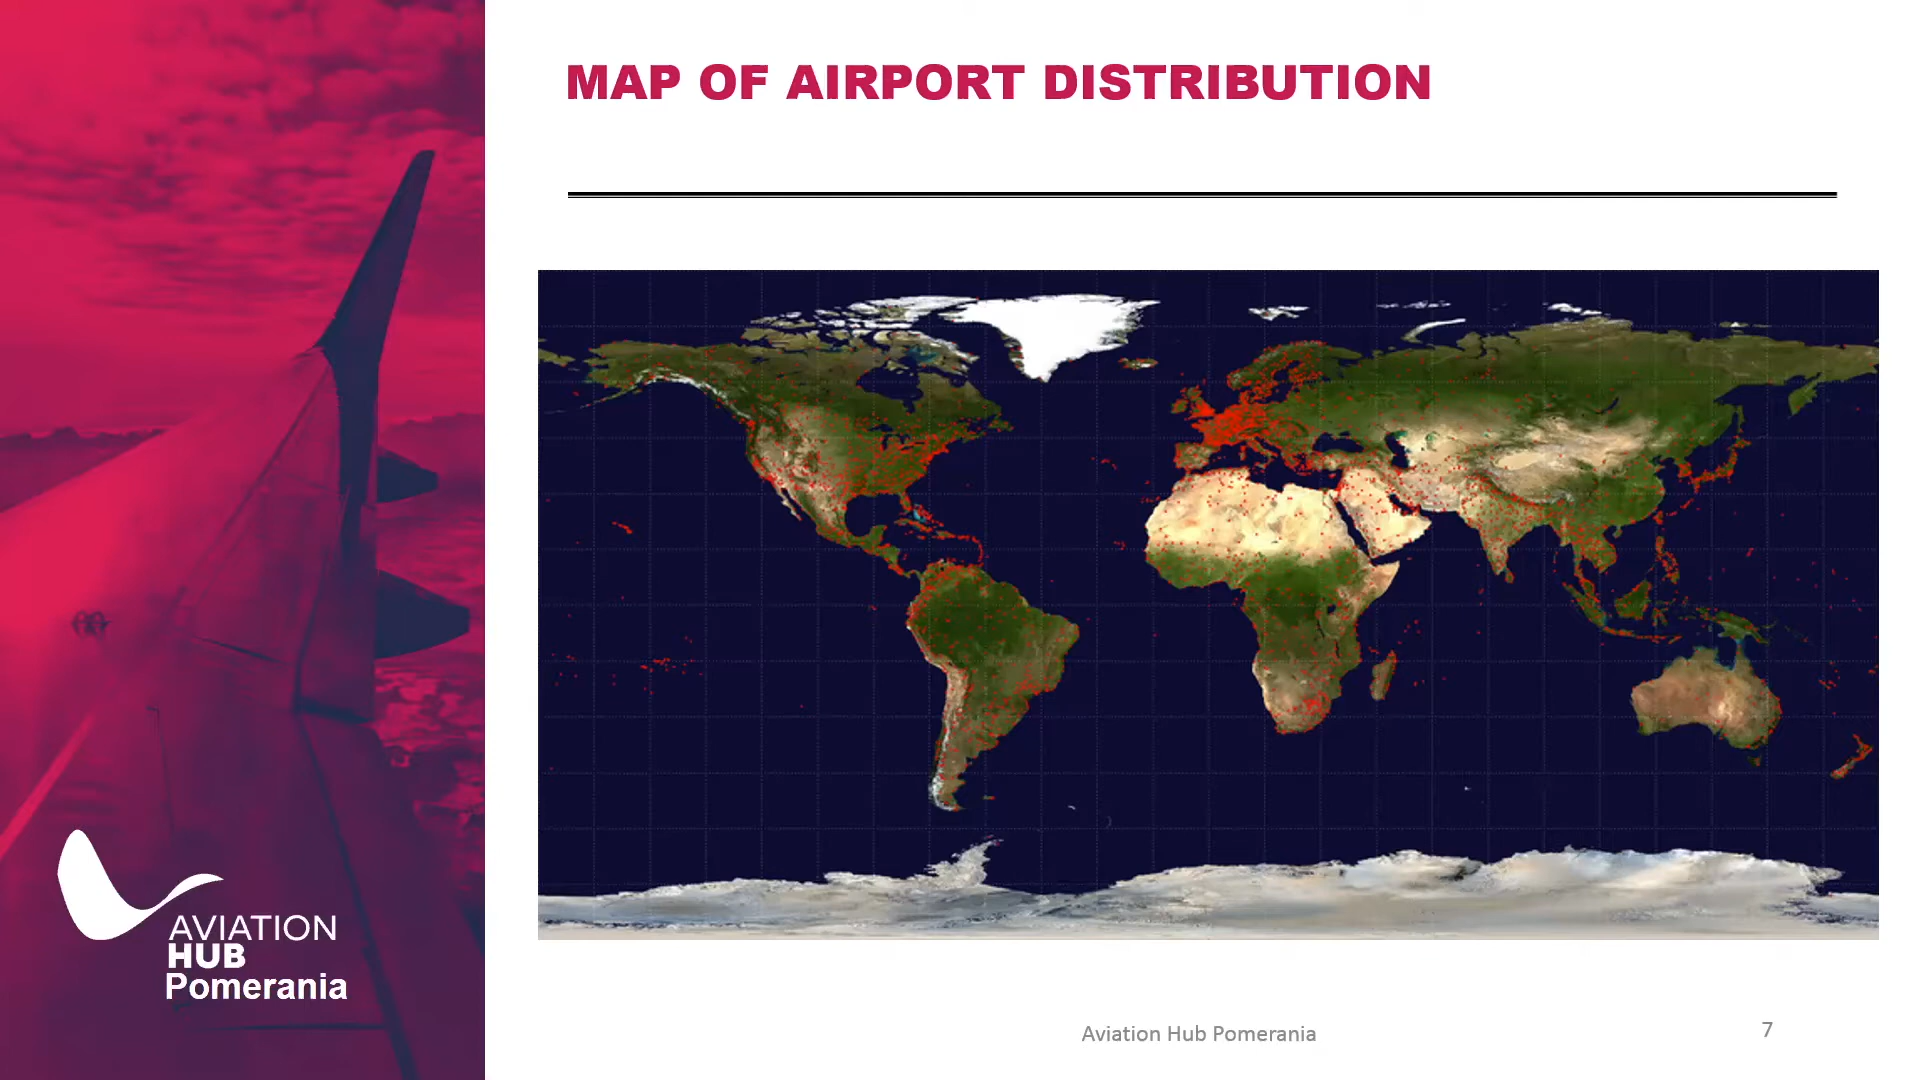 MAP OF AIRPORT DISTRIBUTION
AVIATION
HUB
Pomerania
Aviation Hub Pomerania
7